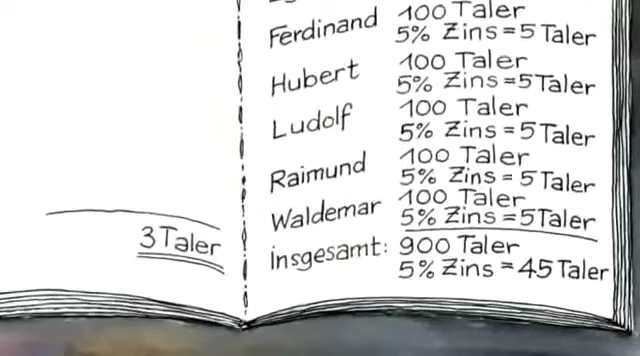 3 Taler
Ferdinand 100 Taler
5% Zins = 5 Taler
Hubert 100 Taler
5% Zins = 5 Taler
Ludolf 100 Taler
5% Zins = 5 Taler
Raimund 100 Taler
5% Zins = 5 Taler
Waldemar 100 Taler
5% Zins = 5 Taler
insgesamt: 900 Taler
5% Zins = 45 Taler